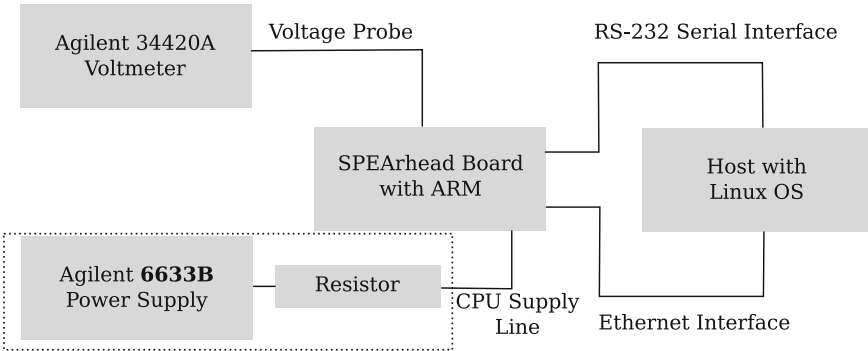 Agilent 34420A
Voltmeter
Voltage Probe
RS-232 Serial Interface
SPEArhead Board
with ARM
Host with
Linux OS
Agilent 6633B
Power Supply
Resistor
CPU Supply
Line
Ethernet Interface